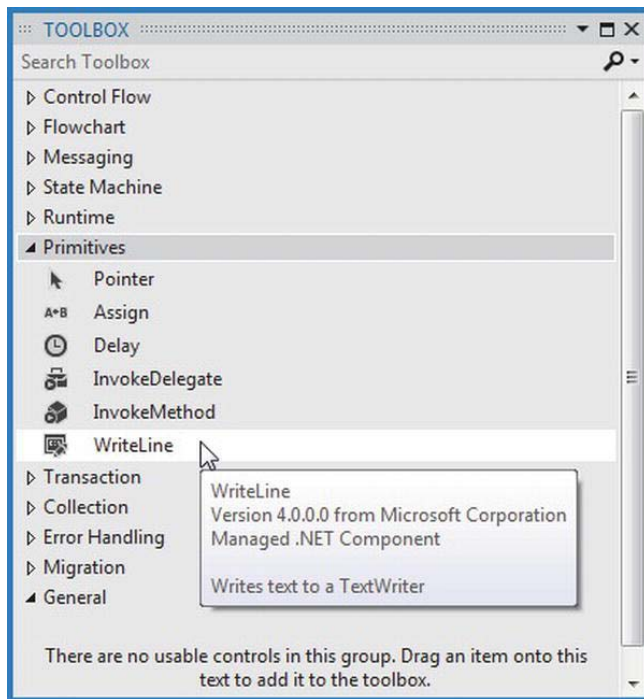 TOOLBOX
Search Toolbox
Control Flow
Flowchart
Messaging
State Machine
Runtime
Primitives
Pointer
A+B Assign
Delay
InvokeDelegate
InvokeMethod
WriteLine
Transaction
Collection
Error Handling
Migration
General
WriteLine
Version 4.0.0.0 from Microsoft Corporation
Managed .NET Component
Writes text to a TextWriter
There are no usable controls in this group. Drag an item onto this
text to add it to the toolbox.